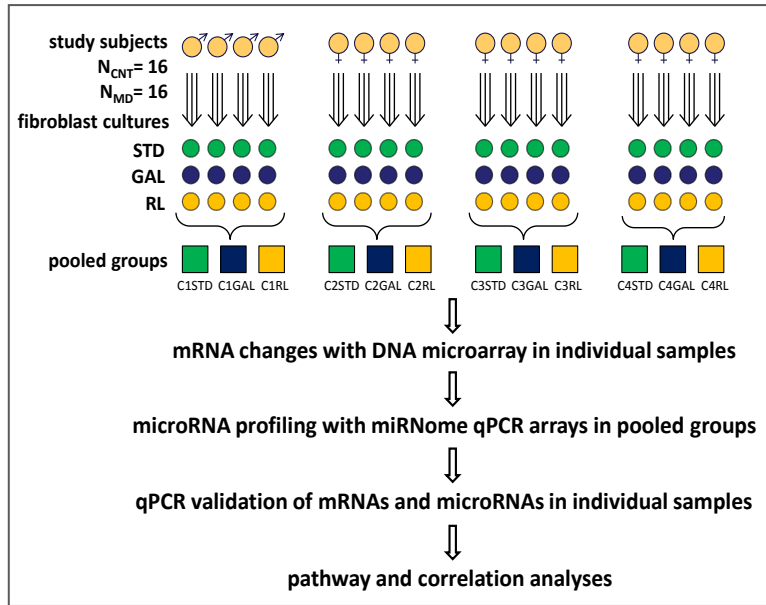 study subjects
N_CNT= 16
N_MD= 16
fibroblast cultures
STD
GAL
RL
pooled groups
C1STD C1GAL C1RL C2STD C2GAL C2RL C3STD C3GAL C3RL C4STD C4GAL C4RL
mRNA changes with DNA microarray in individual samples
microRNA profiling with miRNome qPCR arrays in pooled groups
qPCR validation of mRNAs and microRNAs in individual samples
pathway and correlation analyses